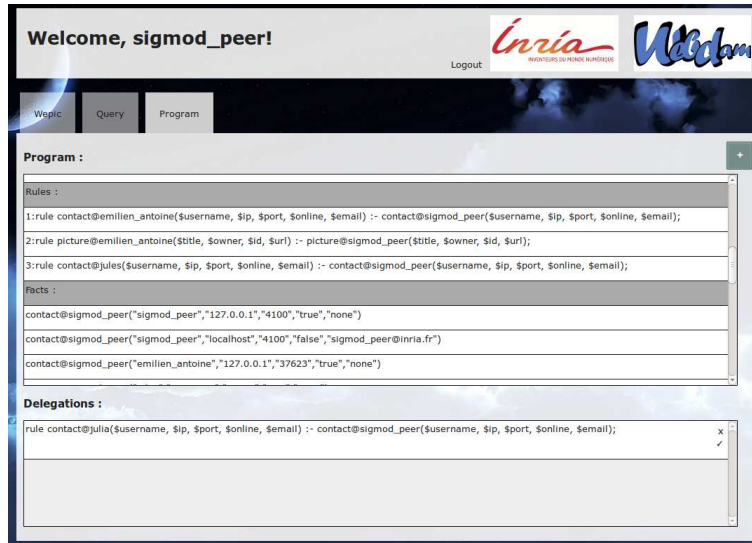 Welcome, sigmod_peer!
Logout
Inría
INVENTEURS DU MONDE NUMÉRIQUE
Webdam
Wepic
Query
Program
Program :
+
Rules :
1:rule contact@emilien_antoine($username, $ip, $port, $online, $email) :- contact@sigmod_peer($username, $ip, $port, $online, $email);
2:rule picture@emilien_antoine($title, $owner, $id, $url) :- picture@sigmod_peer($title, $owner, $id, $url);
3:rule contact@jules($username, $ip, $port, $online, $email) :- contact@sigmod_peer($username, $ip, $port, $online, $email);
Facts :
contact@sigmod_peer("sigmod_peer","127.0.0.1","4100","true","none")
contact@sigmod_peer("sigmod_peer","localhost","4100","false","sigmod_peer@inria.fr")
contact@sigmod_peer("emilien_antoine","127.0.0.1","37623","true","none")
Delegations :
rule contact@julia($username, $ip, $port, $online, $email) :- contact@sigmod_peer($username, $ip, $port, $online, $email);
x
✓